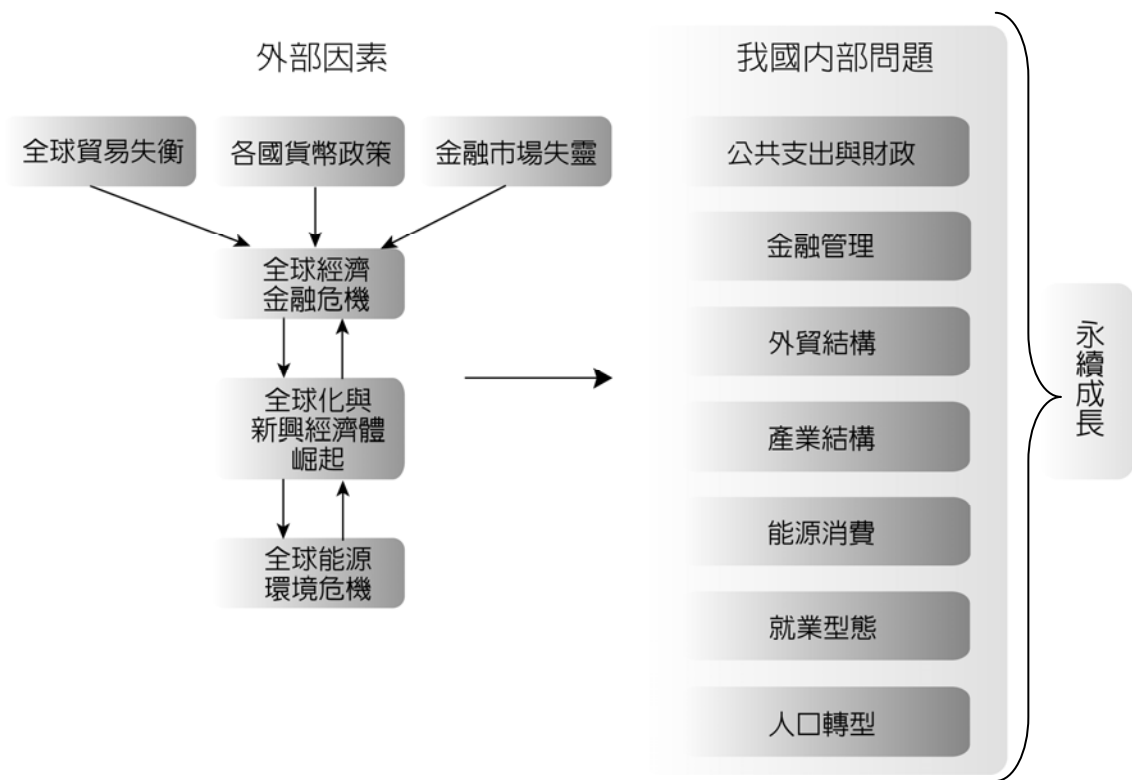 外部因素
全球貿易失衡
各國貨幣政策
金融市場失靈
全球經濟
金融危機
全球化與
新興經濟體
崛起
全球能源
環境危機
我國內部問題
公共支出與財政
金融管理
外貿結構
產業結構
能源消費
就業型態
人口轉型
永續成長